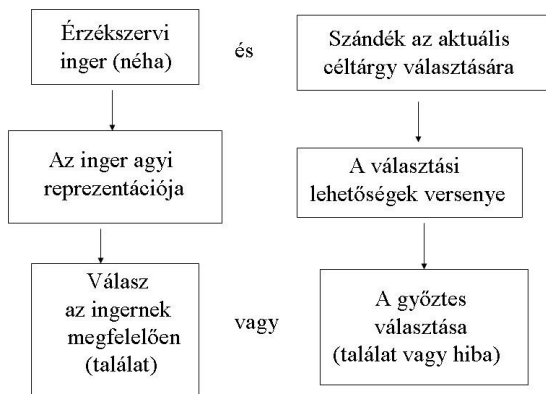 Érzékszervi
inger (néha)
és
Szándék az aktuális
céltárgy választására
Az inger agyi
reprezentációja
A választási
lehetőségek versenye
Válasz
az ingernek
megfelelően
(találat)
vagy
A győztes
választása
(találat vagy hiba)